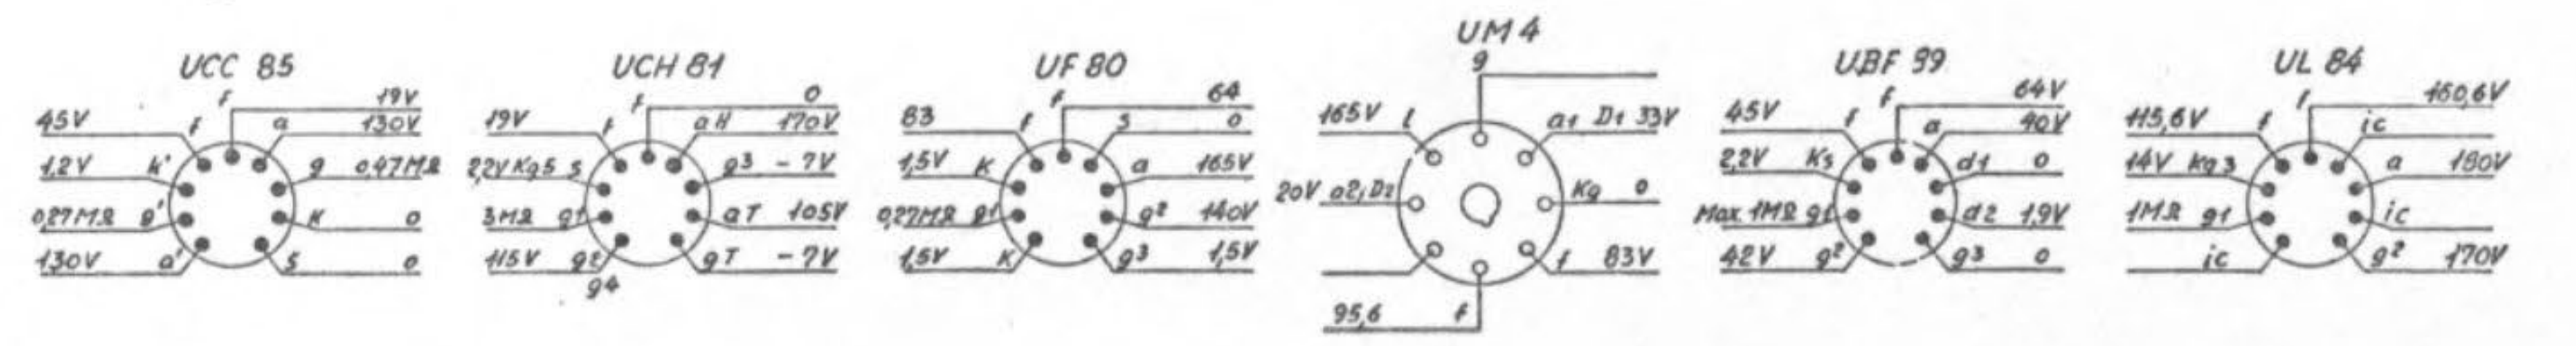 UCC 85
f 19V
45V f a 130V
1,2V k' g 0,47MΩ
0,27MΩ g' K 0
130V a' s 0
UCH 81
f 0
19V f aH 170V
2,2V Kg5 s g3 - 7V
3MΩ g1 aT 105V
115V g2 gT - 7V
g4
UF 80
f 64
83 f s 0
1,5V K a 165V
0,27MΩ g1 g2 140V
1,5V K g3 1,5V
UM 4
g
165V l a1 D1 33V
20V a2,D2 Kg 0
f 83V
95,6 f
UBF 89
f 64V
45V f a 90V
2,2V Ks d1 0
Max 1MΩ g1 d2 1,9V
42V g2 g3 0
UL 84
f 160,6V
115,6V f ic
14V kg3 a 180V
1MΩ g1 ic
ic g2 170V